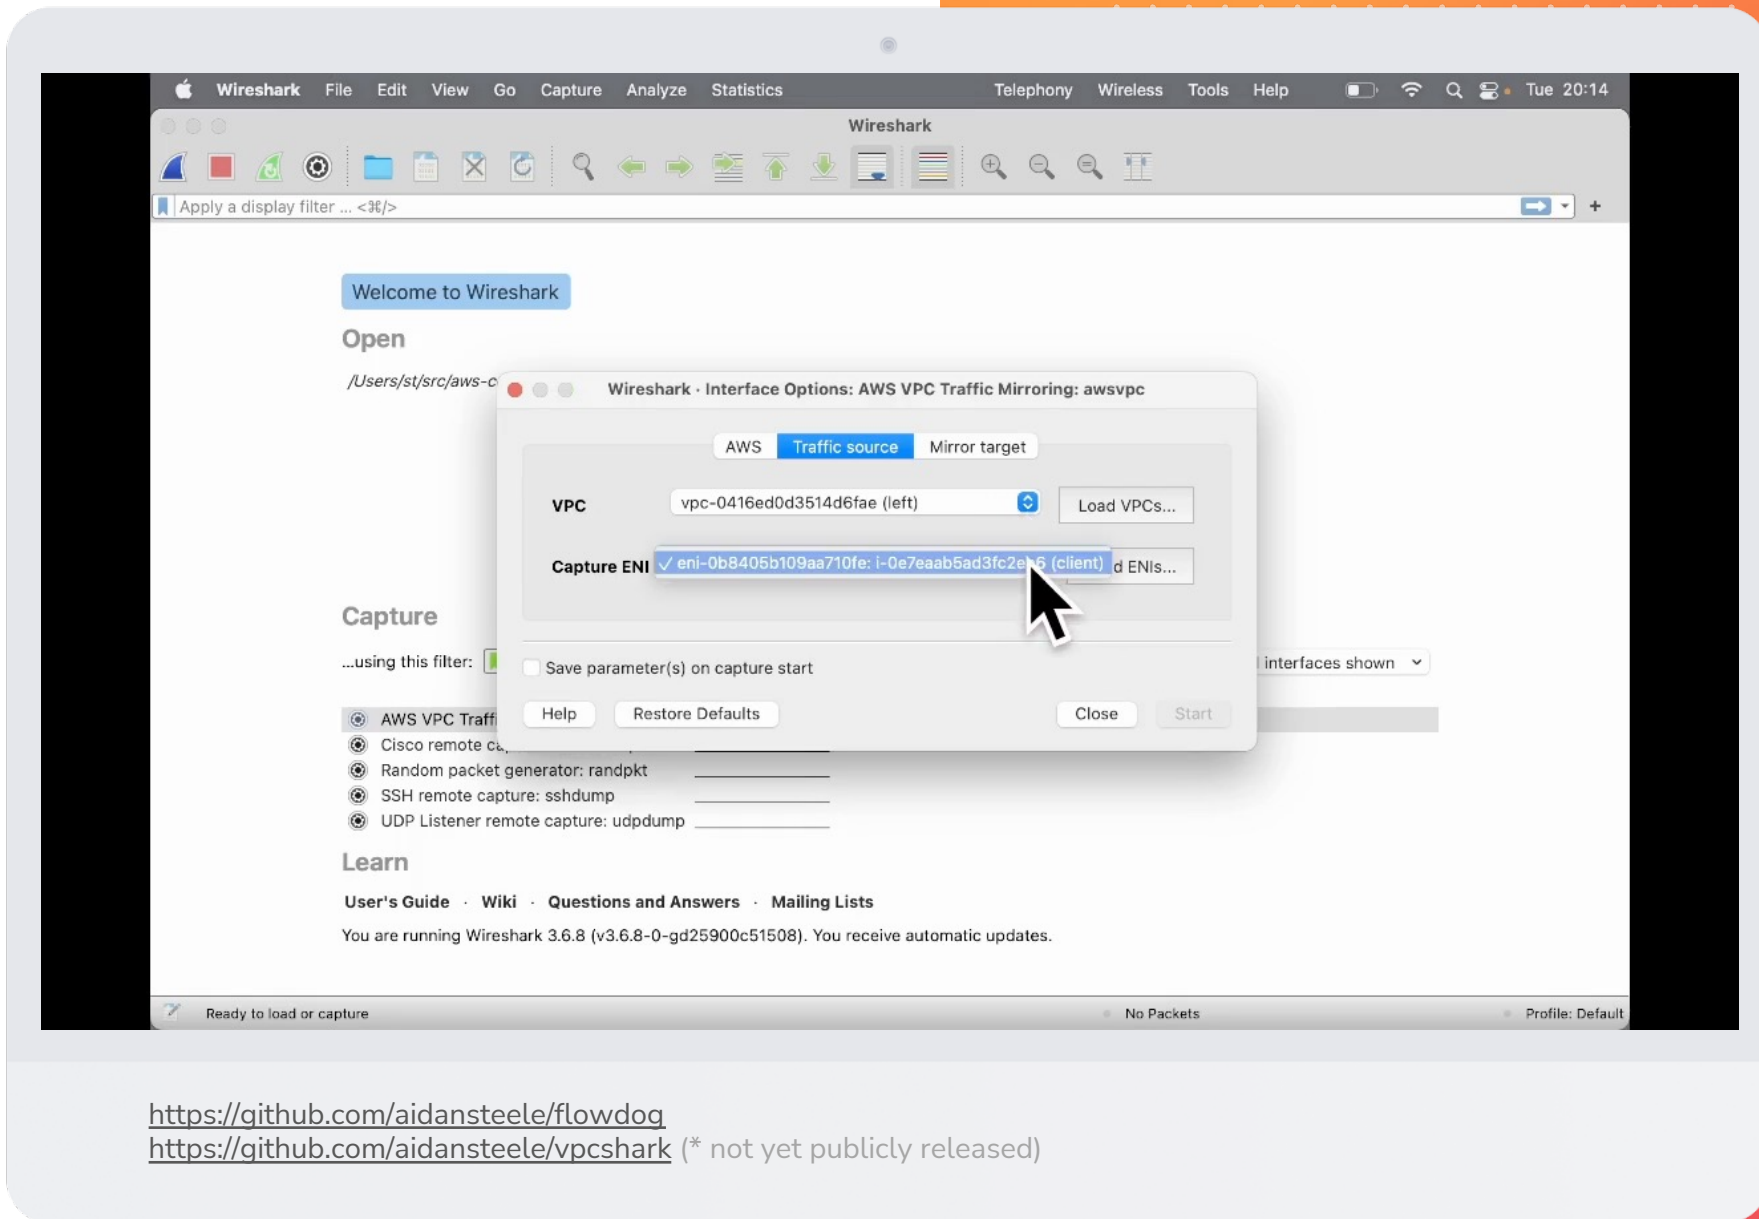 Wireshark File Edit View Go Capture Analyze Statistics Telephony Wireless Tools Help Tue 20:14
Wireshark
Apply a display filter ... <⌘/>
+
Welcome to Wireshark
Open
/Users/st/src/aws-c
Wireshark · Interface Options: AWS VPC Traffic Mirroring: awsvpc
AWS Traffic source Mirror target
VPC vpc-0416ed0d3514d6fae (left) Load VPCs...
Capture ENI ✓ eni-0b8405b109aa710fe: i-0e7eaab5ad3fc2eb6 (client) d ENIs...
Capture
...using this filter: interfaces shown
Save parameter(s) on capture start
Help Restore Defaults Close Start
AWS VPC Traff
Cisco remote ca
Random packet generator: randpkt
SSH remote capture: sshdump
UDP Listener remote capture: udpdump
Learn
User's Guide · Wiki · Questions and Answers · Mailing Lists
You are running Wireshark 3.6.8 (v3.6.8-0-gd25900c51508). You receive automatic updates.
Ready to load or capture No Packets Profile: Default
https://github.com/aidansteele/flowdog
https://github.com/aidansteele/vpcshark (* not yet publicly released)